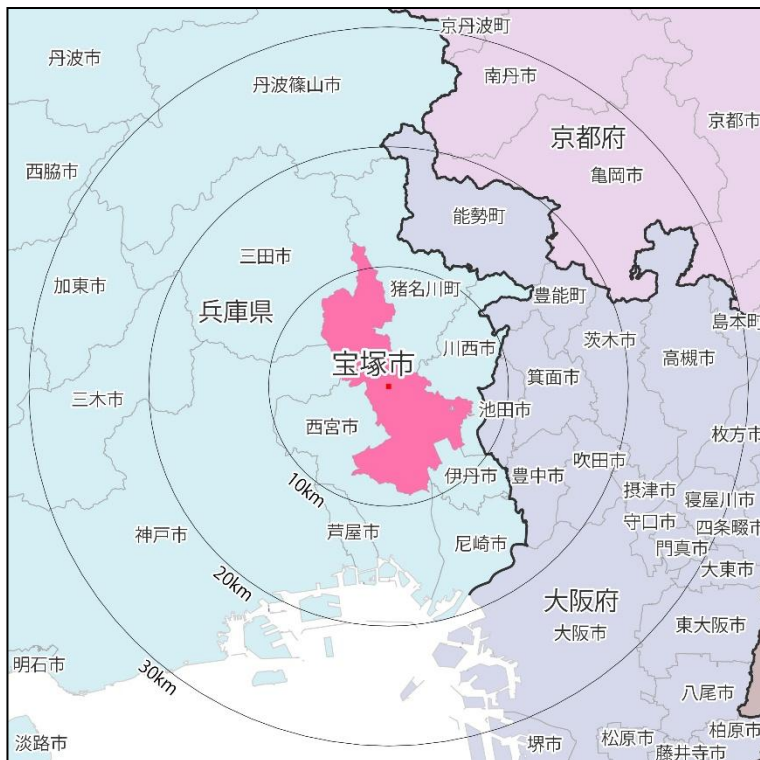 京丹波町
丹波市
丹波篠山市
南丹市
京都府
京都市
西脇市
亀岡市
能勢町
三田市
加東市
猪名川町
豊能町
兵庫県
島本町
茨木市
川西市
高槻市
宝塚市
箕面市
三木市
池田市
西宮市
枚方市
吹田市
伊丹市
豊中市
10km
摂津市
寝屋川市
守口市
四条畷市
芦屋市
神戸市
尼崎市
門真市
大東市
20km
大阪府
大阪市
東大阪市
明石市
30km
八尾市
柏原市
淡路市
堺市
松原市
藤井寺市